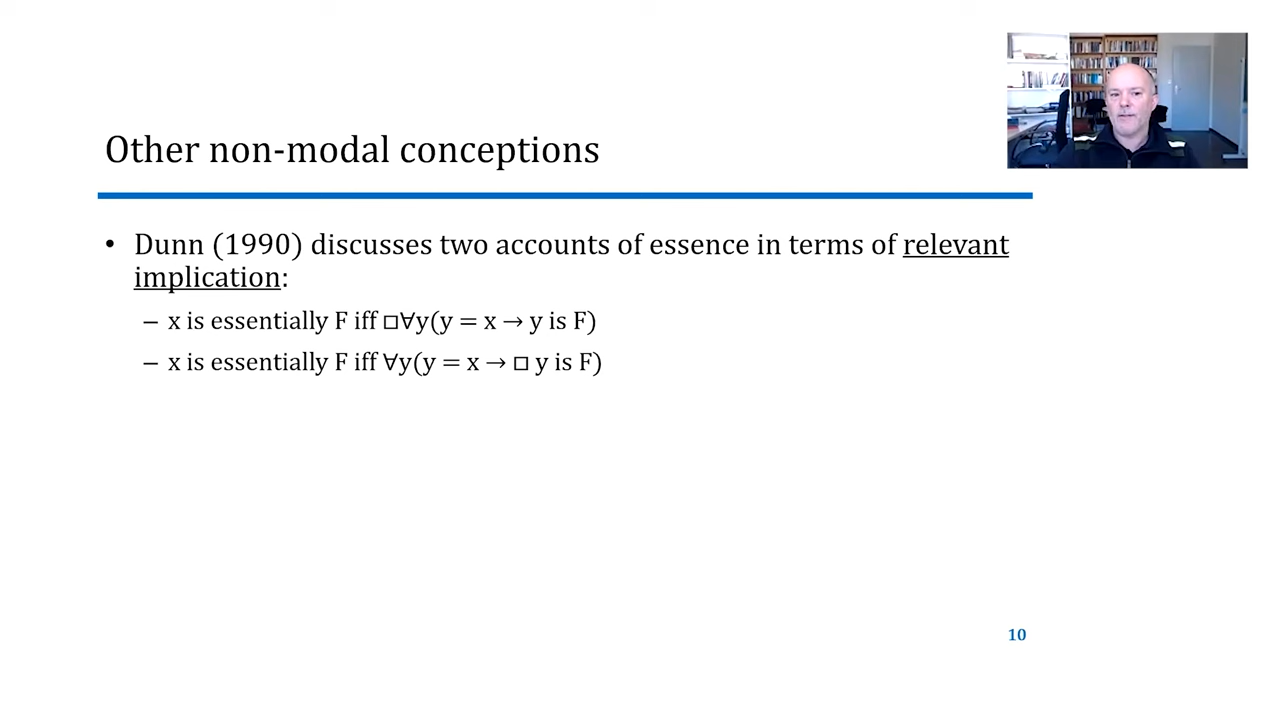 Other non-modal conceptions
• Dunn (1990) discusses two accounts of essence in terms of relevant
implication:
– x is essentially F iff □∀y(y = x → y is F)
– x is essentially F iff ∀y(y = x → □ y is F)
10